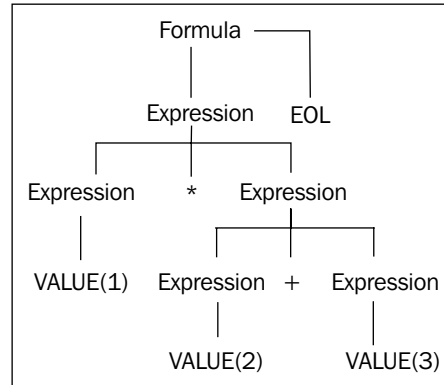 Formula
Expression EOL
Expression * Expression
VALUE(1) Expression + Expression
VALUE(2) VALUE(3)